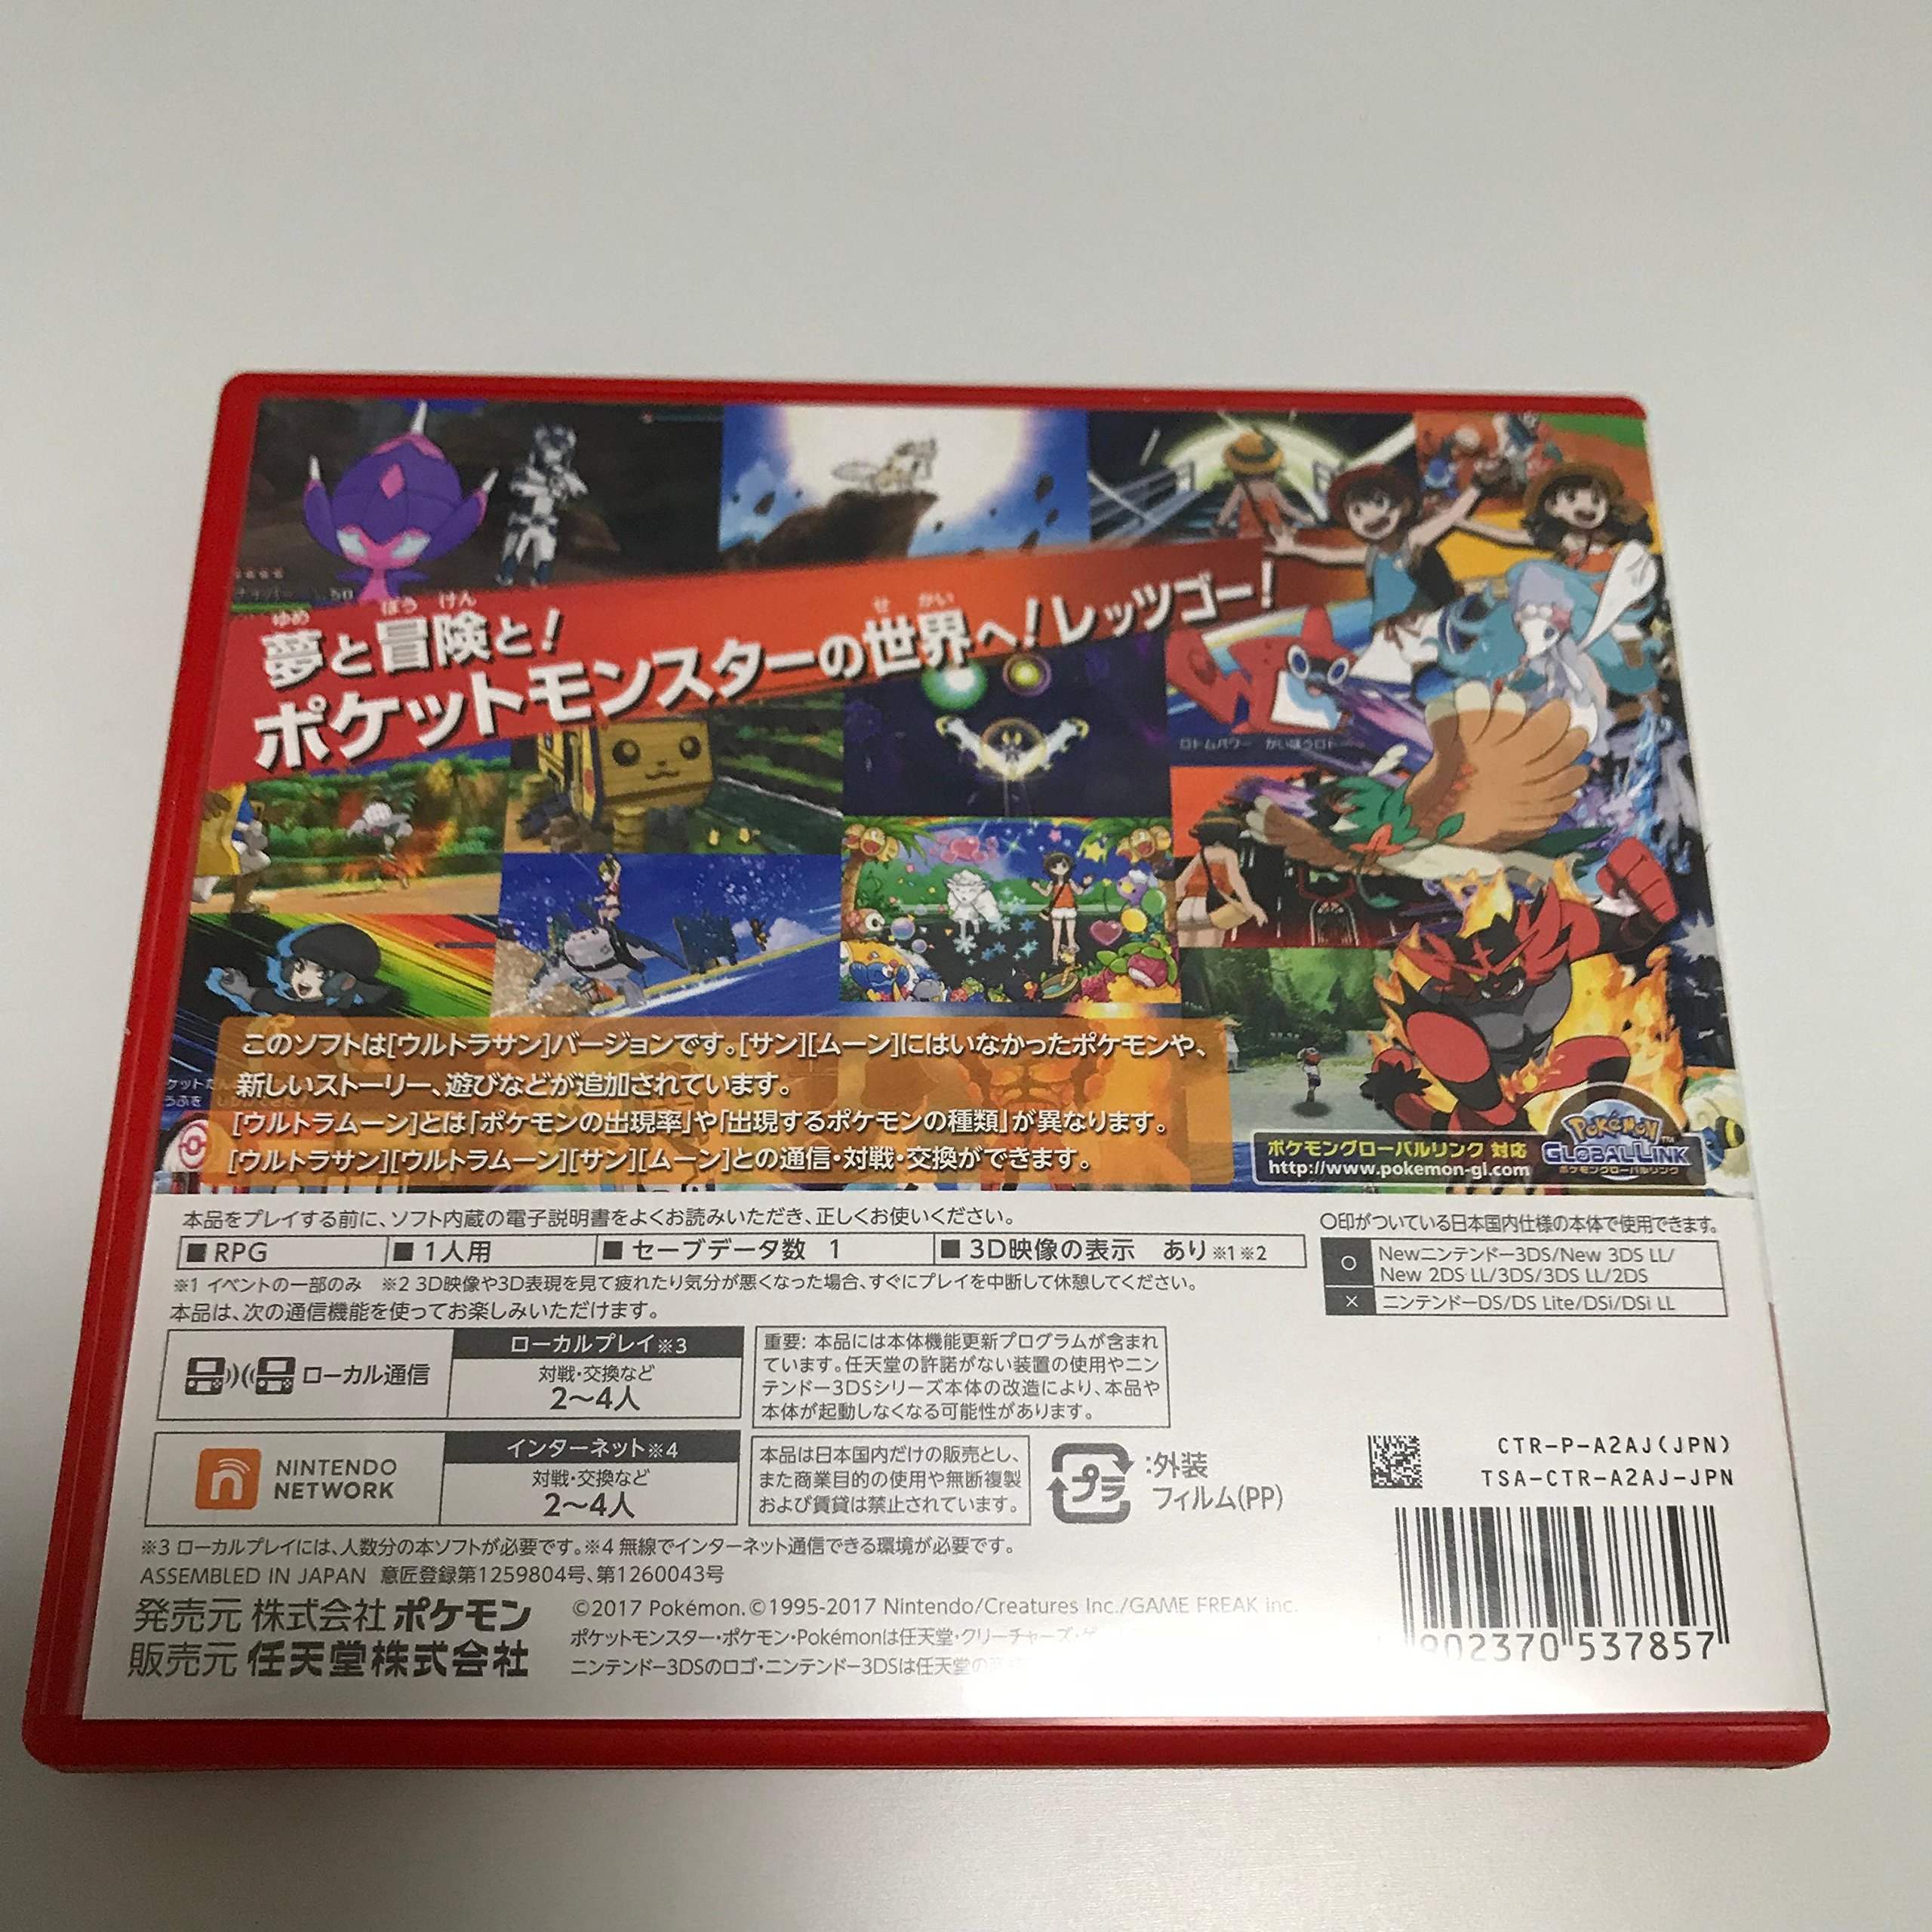 ゆめ ぼう けん
夢と冒険と!
せ かい
ポケットモンスターの世界へ!レッツゴー!
ロトムパワー かいほうロト
このソフトは[ウルトラサン]バージョンです。[サン][ムーン]にはいなかったポケモンや、
新しいストーリー、遊びなどが追加されています。
[ウルトラムーン]とは「ポケモンの出現率」や「出現するポケモンの種類」が異なります。
[ウルトラサン][ウルトラムーン][サン][ムーン]との通信・対戦・交換ができます。
ポケモングローバルリンク 対応
http://www.pokemon-gl.com
Pokémon
GLOBAL LINK™
ポケモングローバルリンク
本品をプレイする前に、ソフト内蔵の電子説明書をよくお読みいただき、正しくお使いください。
■ RPG ■ 1人用 ■ セーブデータ数 1 ■ 3D映像の表示 あり※1※2
※1 イベントの一部のみ ※2 3D映像や3D表現を見て疲れたり気分が悪くなった場合、すぐにプレイを中断して休憩してください。
本品は、次の通信機能を使ってお楽しみいただけます。
〇印がついている日本国内仕様の本体で使用できます。
○ Newニンテンドー3DS/New 3DS LL/
New 2DS LL/3DS/3DS LL/2DS
× ニンテンドーDS/DS Lite/DSi/DSi LL
ローカル通信
ローカルプレイ※3
対戦・交換など
2〜4人
NINTENDO
NETWORK
インターネット※4
対戦・交換など
2〜4人
重要: 本品には本体機能更新プログラムが含まれ
ています。任天堂の許諾がない装置の使用やニン
テンドー3DSシリーズ本体の改造により、本品や
本体が起動しなくなる可能性があります。
本品は日本国内だけの販売とし、
また商業目的の使用や無断複製
および賃貸は禁止されています。
プラ
:外装
フィルム(PP)
CTR-P-A2AJ(JPN)
TSA-CTR-A2AJ-JPN
902370 537857
※3 ローカルプレイには、人数分の本ソフトが必要です。※4 無線でインターネット通信できる環境が必要です。
ASSEMBLED IN JAPAN 意匠登録第1259804号、第1260043号
発売元 株式会社ポケモン
販売元 任天堂株式会社
©2017 Pokémon. ©1995-2017 Nintendo/Creatures Inc./GAME FREAK inc.
ポケットモンスター・ポケモン・Pokémonは任天堂・クリーチャーズ・
ニンテンドー3DSのロゴ・ニンテンドー3DSは任天堂の